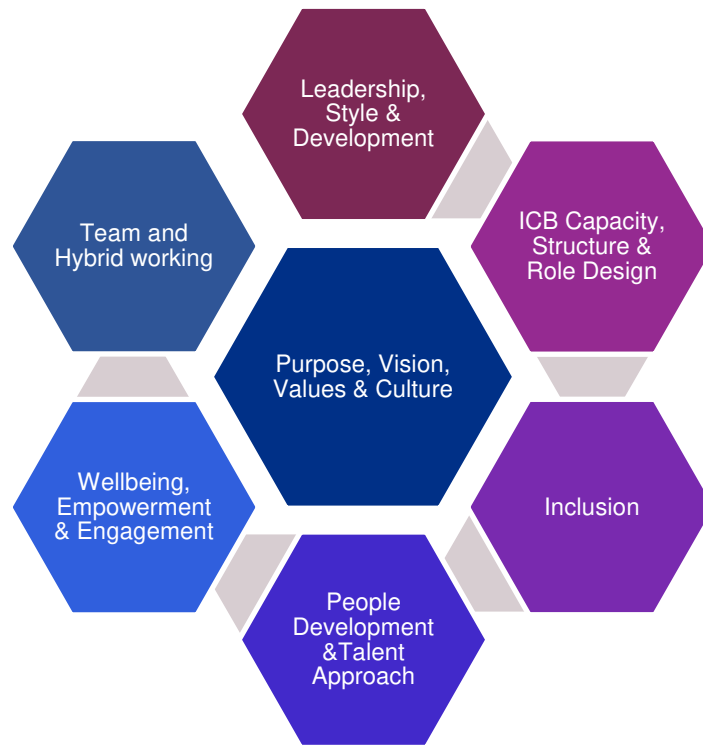 Leadership,
Style &
Development
ICB Capacity,
Structure &
Role Design
Team and
Hybrid working
Purpose, Vision,
Values & Culture
Wellbeing,
Empowerment
& Engagement
Inclusion
People
Development
&Talent
Approach